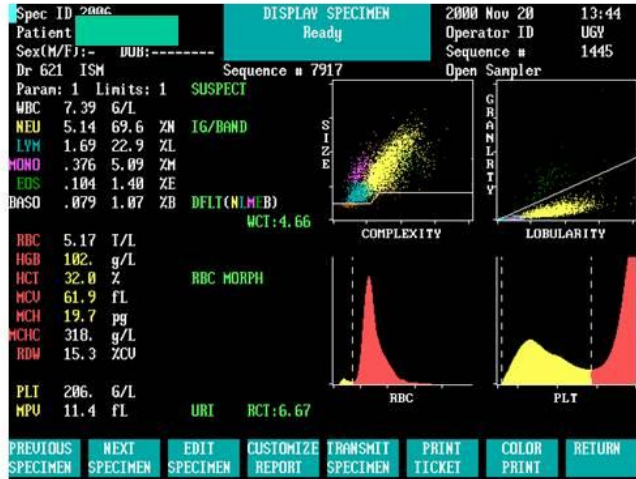 Spec ID 2006 DISPLAY SPECIMEN 2000 Nov 20 13:44
Patient Ready Operator ID UGY
Sex(M/F):- DOB:-------- Sequence # 1445
Dr 621 ISM Sequence # 7917 Open Sampler
Param: 1 Limits: 1 SUSPECT
WBC 7.39 G/L
NEU 5.14 69.6 %N IG/BAND
LYM 1.69 22.9 %L
MONO .376 5.09 %M
EOS .104 1.40 %E
BASO .079 1.07 %B DFLT(NLMEB)
WCT:4.66
SIZE
COMPLEXITY
GRANLRTY
LOBULARITY
RBC 5.17 T/L
HGB 102. g/L
HCT 32.0 % RBC MORPH
MCV 61.9 fL
MCH 19.7 pg
MCHC 318. g/L
RDW 15.3 %CV
PLT 206. G/L
MPV 11.4 fL URI RCT:6.67
RBC
PLT
PREVIOUS SPECIMEN
NEXT SPECIMEN
EDIT SPECIMEN
CUSTOMIZE REPORT
TRANSMIT SPECIMEN
PRINT TICKET
COLOR PRINT
RETURN